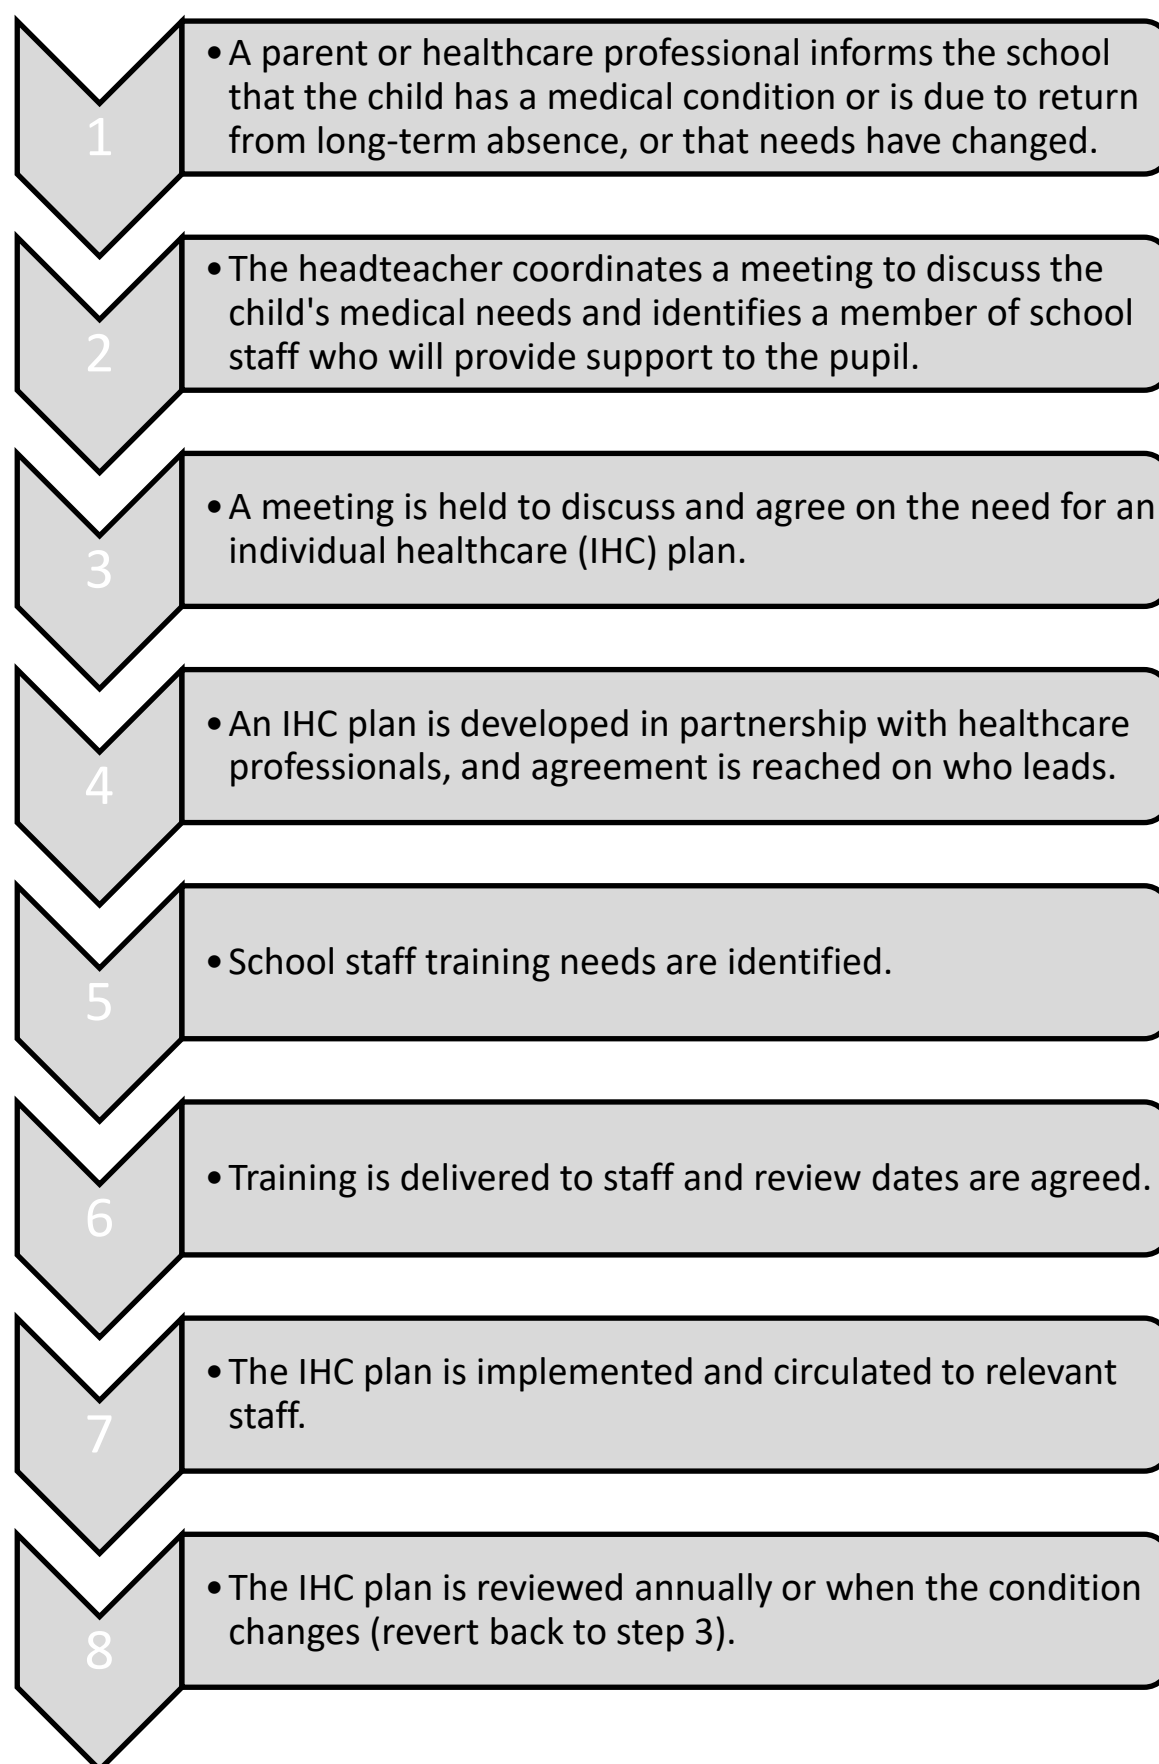 1
• A parent or healthcare professional informs the school
that the child has a medical condition or is due to return
from long-term absence, or that needs have changed.
2
• The headteacher coordinates a meeting to discuss the
child's medical needs and identifies a member of school
staff who will provide support to the pupil.
3
• A meeting is held to discuss and agree on the need for an
individual healthcare (IHC) plan.
4
• An IHC plan is developed in partnership with healthcare
professionals, and agreement is reached on who leads.
5
• School staff training needs are identified.
6
• Training is delivered to staff and review dates are agreed.
7
• The IHC plan is implemented and circulated to relevant
staff.
8
• The IHC plan is reviewed annually or when the condition
changes (revert back to step 3).